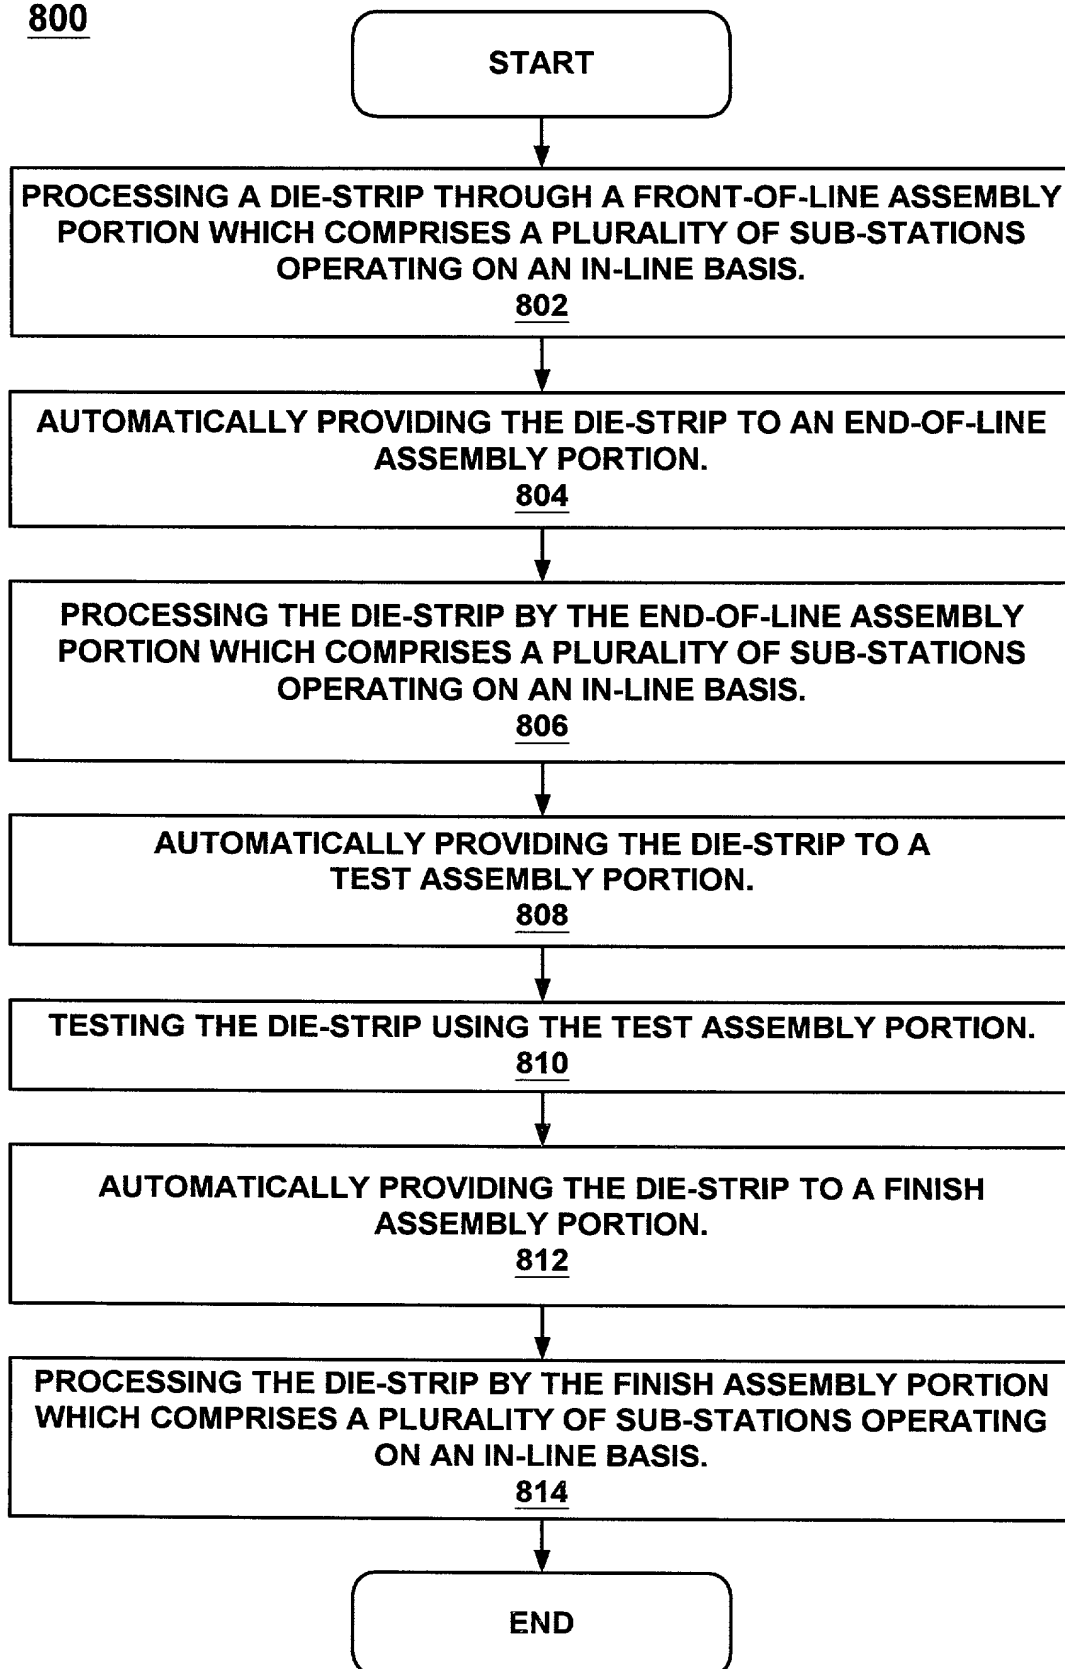 800
START
PROCESSING A DIE-STRIP THROUGH A FRONT-OF-LINE ASSEMBLY
PORTION WHICH COMPRISES A PLURALITY OF SUB-STATIONS
OPERATING ON AN IN-LINE BASIS.
802
AUTOMATICALLY PROVIDING THE DIE-STRIP TO AN END-OF-LINE
ASSEMBLY PORTION.
804
PROCESSING THE DIE-STRIP BY THE END-OF-LINE ASSEMBLY
PORTION WHICH COMPRISES A PLURALITY OF SUB-STATIONS
OPERATING ON AN IN-LINE BASIS.
806
AUTOMATICALLY PROVIDING THE DIE-STRIP TO A
TEST ASSEMBLY PORTION.
808
TESTING THE DIE-STRIP USING THE TEST ASSEMBLY PORTION.
810
AUTOMATICALLY PROVIDING THE DIE-STRIP TO A FINISH
ASSEMBLY PORTION.
812
PROCESSING THE DIE-STRIP BY THE FINISH ASSEMBLY PORTION
WHICH COMPRISES A PLURALITY OF SUB-STATIONS OPERATING
ON AN IN-LINE BASIS.
814
END